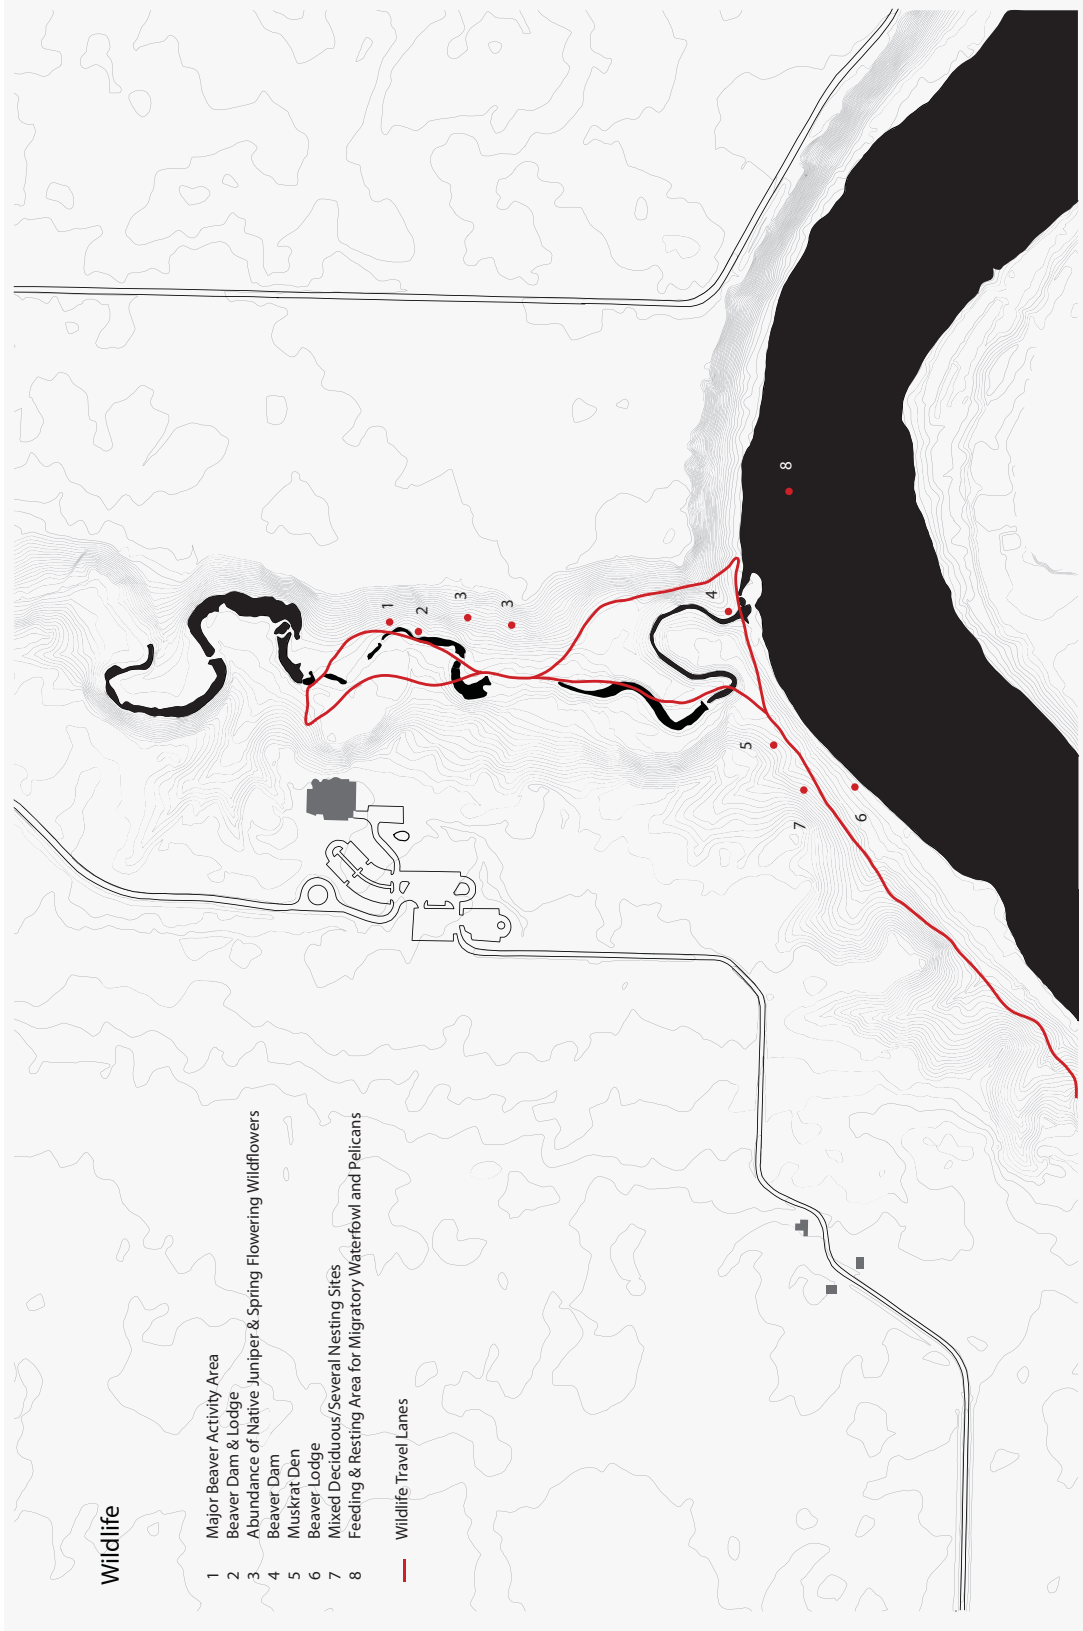 Wildlife
1 Major Beaver Activity Area
2 Beaver Dam & Lodge
3 Abundance of Native Juniper & Spring Flowering Wildflowers
4 Beaver Dam
5 Muskrat Den
6 Beaver Lodge
7 Mixed Deciduous/Several Nesting Sites
8 Feeding & Resting Area for Migratory Waterfowl and Pelicans
Wildlife Travel Lanes
1
2
3
3
4
5
6
7
8